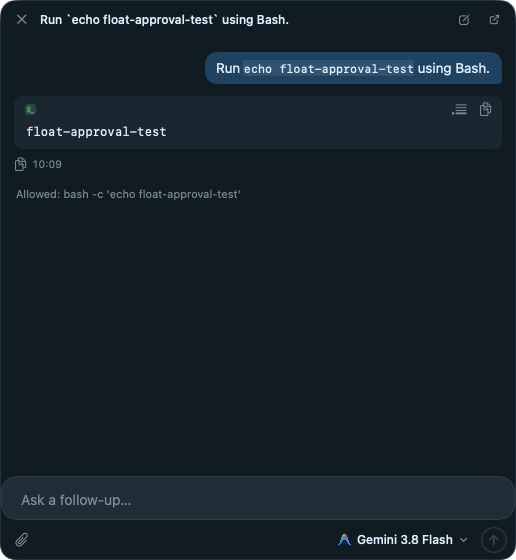 Run `echo float-approval-test` using Bash.
Run echo float-approval-test using Bash.
float-approval-test
10:09
Allowed: bash -c 'echo float-approval-test'
Ask a follow-up...
Gemini 3.8 Flash